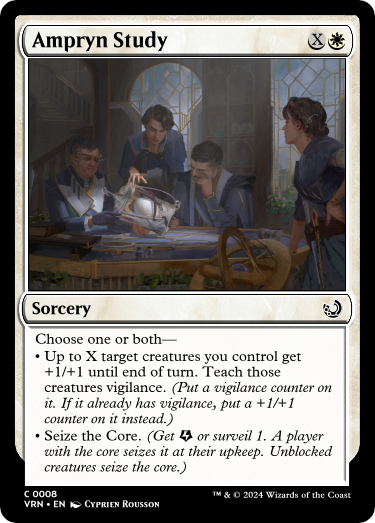 Ampryn Study X
Sorcery
Choose one or both—
• Up to X target creatures you control get
+1/+1 until end of turn. Teach those
creatures vigilance. (Put a vigilance counter on
it. If it already has vigilance, put a +1/+1
counter on it instead.)
• Seize the Core. (Get or surveil 1. A player
with the core seizes it at their upkeep. Unblocked
creatures seize the core.)
C 0008
VRN • EN Cyprien Rousson
™ & © 2024 Wizards of the Coast